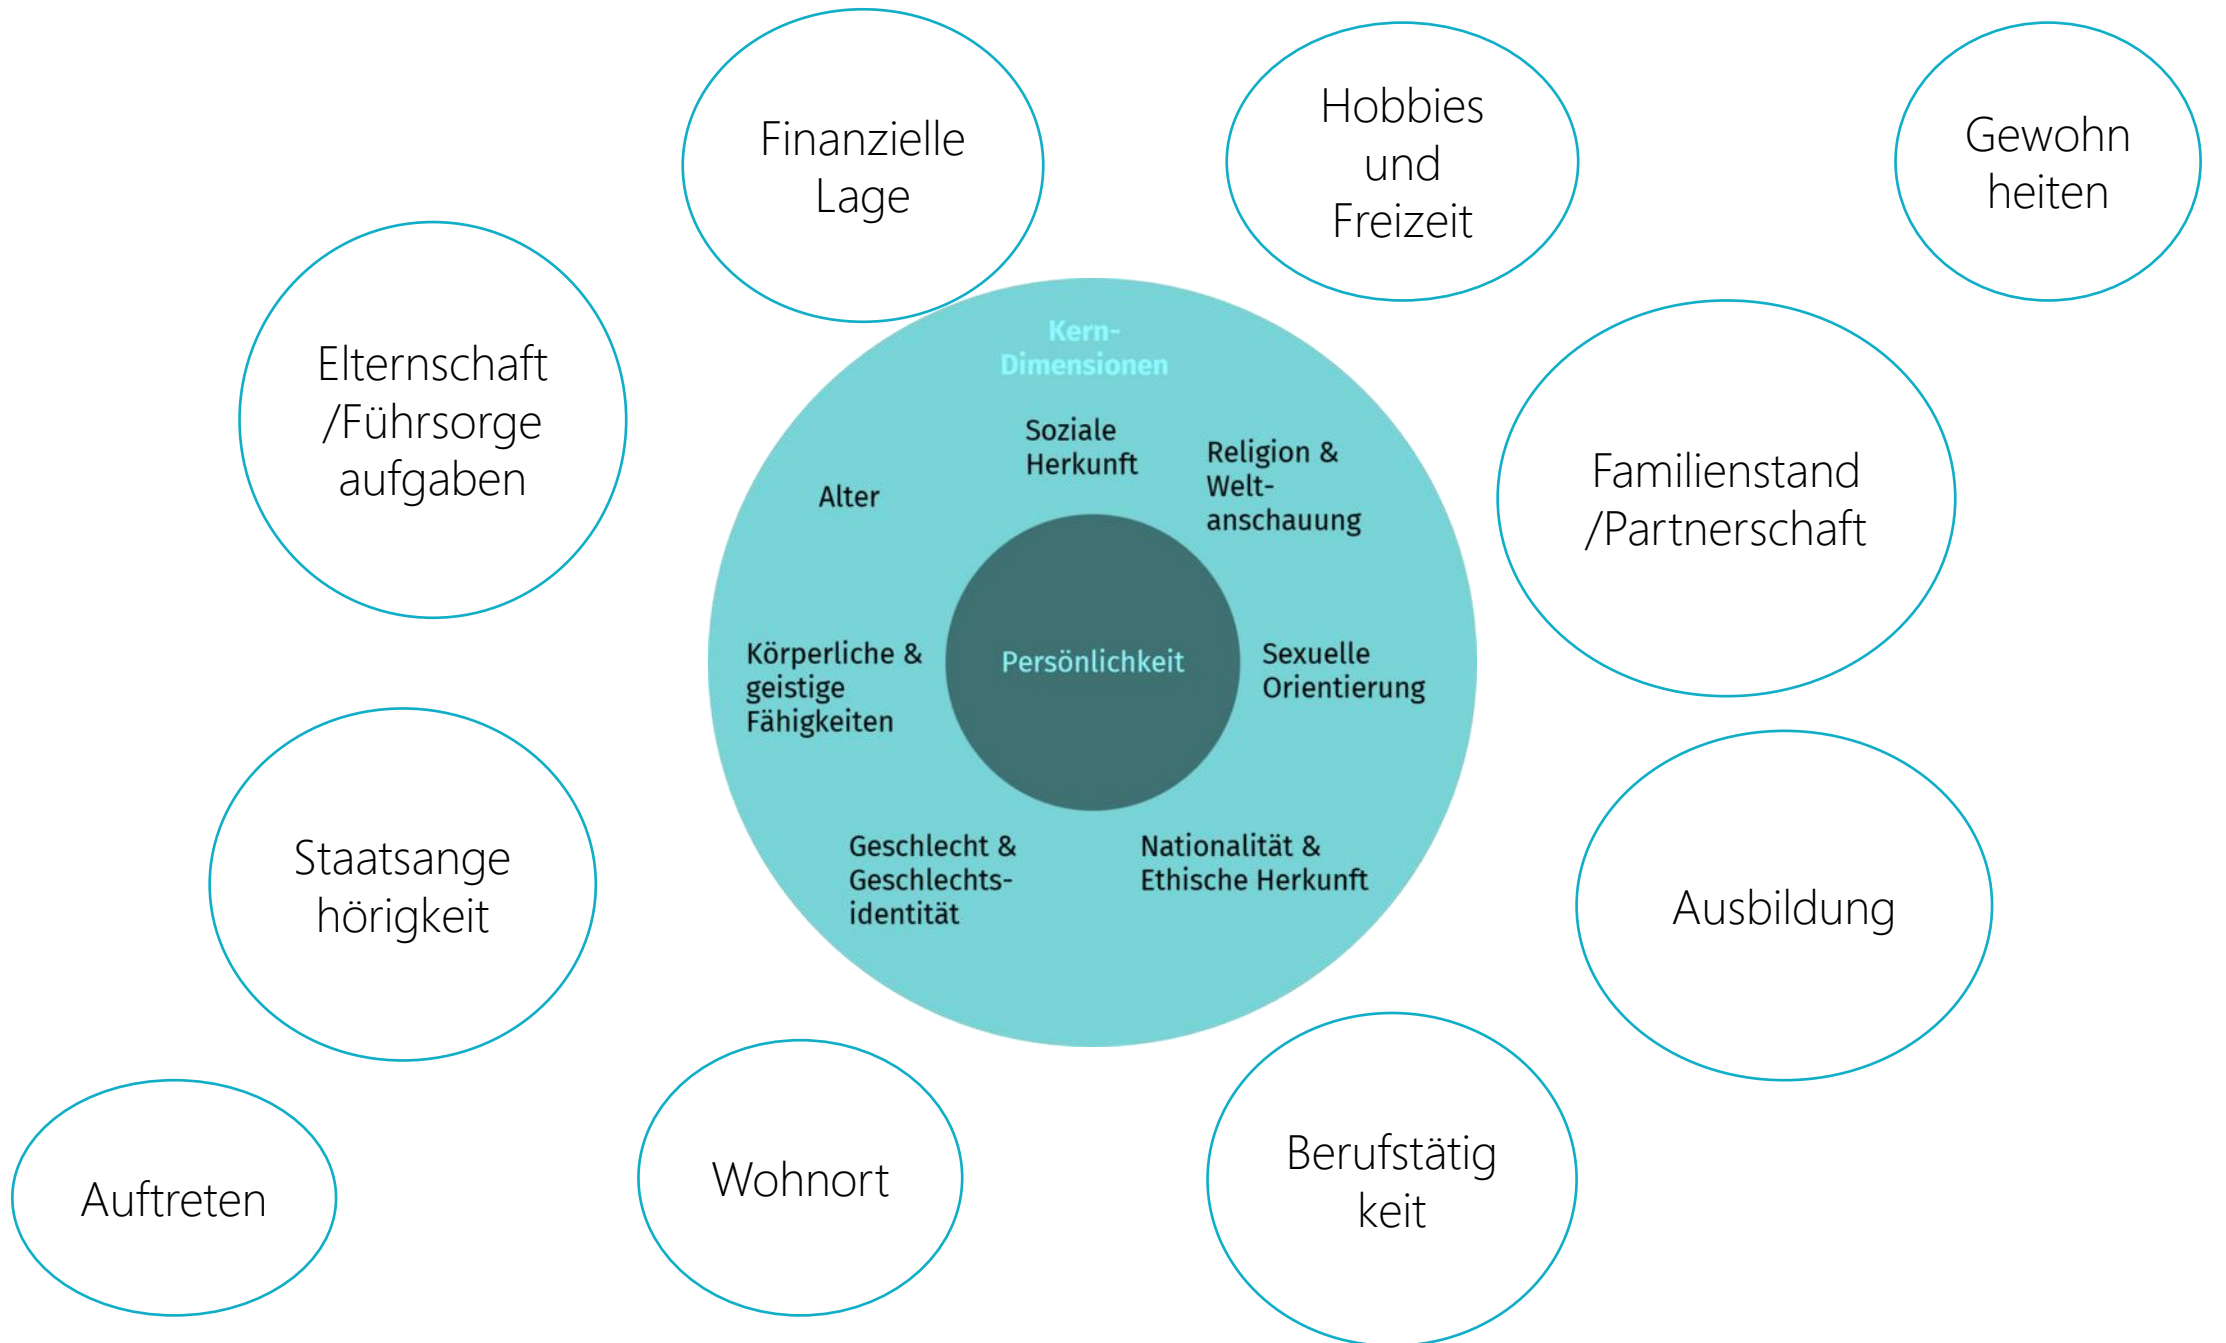 Finanzielle
Lage
Hobbies
und
Freizeit
Gewohn
heiten
Elternschaft
/Führsorge
aufgaben
Kern-
Dimensionen
Soziale
Herkunft
Religion &
Welt-
anschauung
Alter
Familienstand
/Partnerschaft
Körperliche &
geistige
Fähigkeiten
Persönlichkeit
Sexuelle
Orientierung
Staatsange
hörigkeit
Geschlecht &
Geschlechts-
identität
Nationalität &
Ethische Herkunft
Ausbildung
Auftreten
Wohnort
Berufstätig
keit